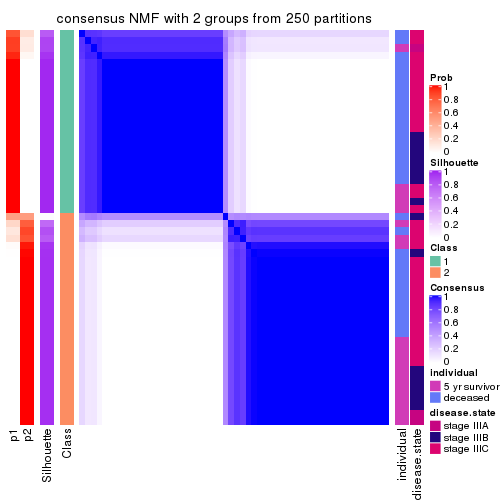 consensus NMF with 2 groups from 250 partitions
p1
p2
Silhouette
Class
individual
disease.state
Prob
1
0.8
0.6
0.4
0.2
0
Silhouette
1
0.8
0.6
0.4
0.2
0
Class
1
2
Consensus
1
0.8
0.6
0.4
0.2
0
individual
5 yr survivor
deceased
disease.state
stage IIIA
stage IIIB
stage IIIC